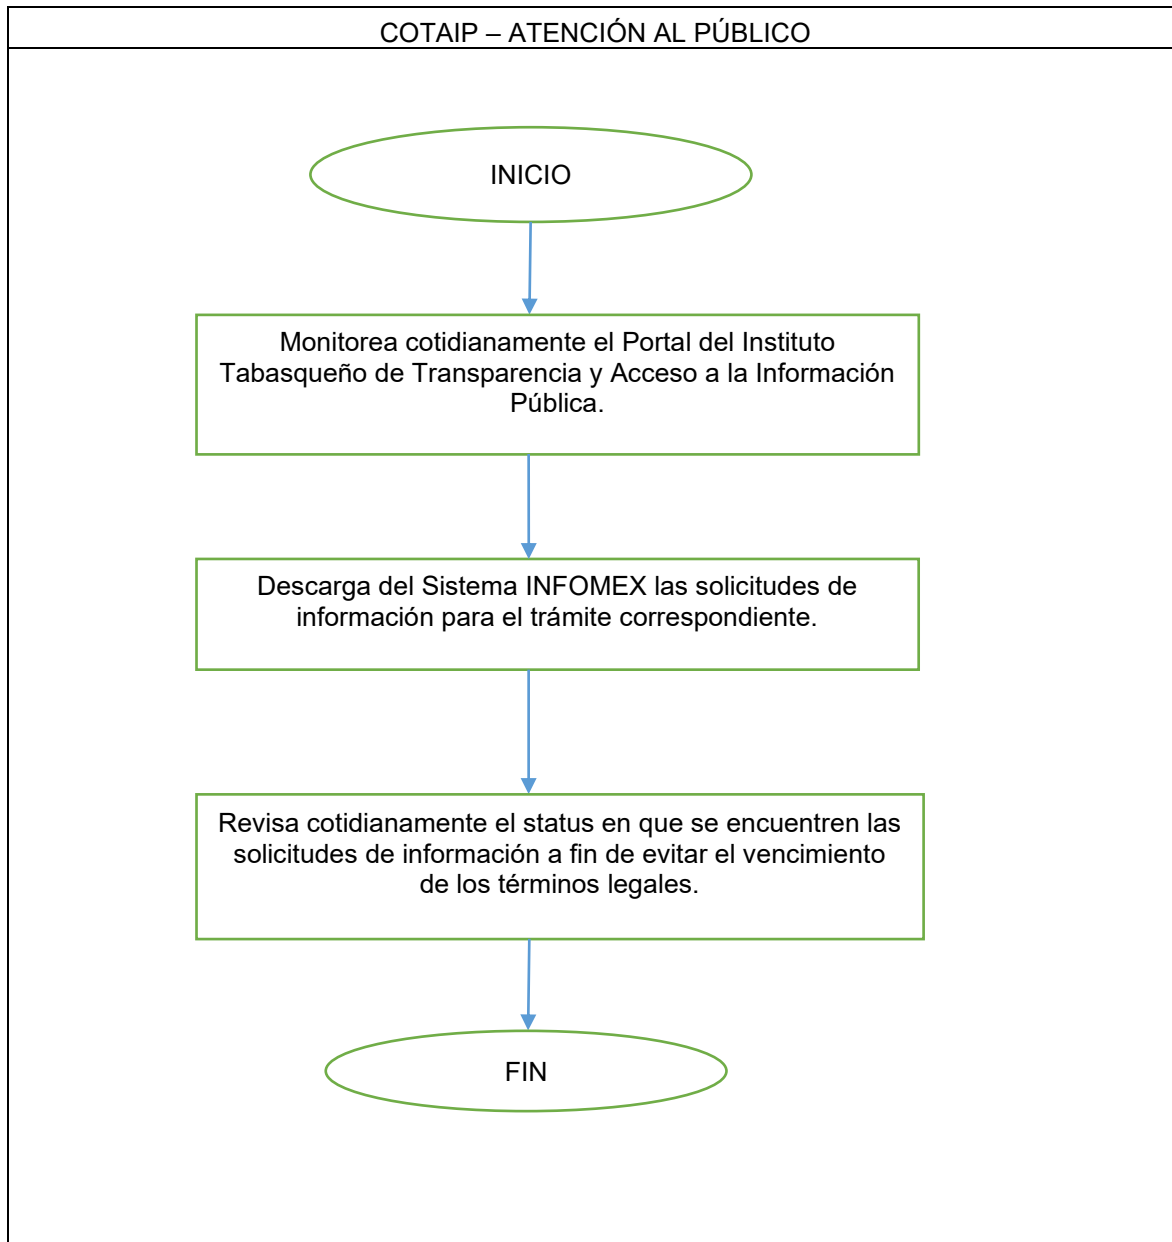 COTAIP – ATENCIÓN AL PÚBLICO
INICIO
Monitorea cotidianamente el Portal del Instituto
Tabasqueño de Transparencia y Acceso a la Información
Pública.
Descarga del Sistema INFOMEX las solicitudes de
información para el trámite correspondiente.
Revisa cotidianamente el status en que se encuentren las
solicitudes de información a fin de evitar el vencimiento
de los términos legales.
FIN